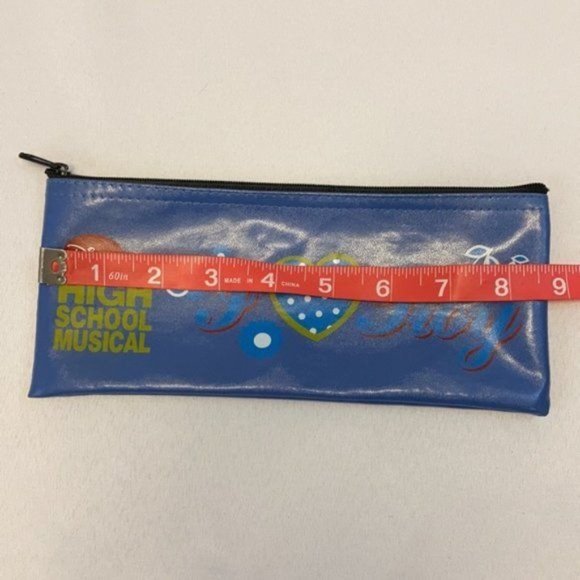 1 60in 2 3 MADE IN CHINA 4 5 6 7 8 9
HIGH
SCHOOL
MUSICAL